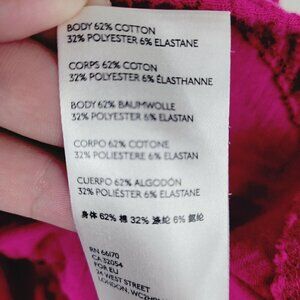 BODY 62% COTTON
32% POLYESTER 6% ELASTANE
CORPS 62% COTON
32% POLYESTER 6% ÉLASTHANNE
BODY 62% BAUMWOLLE
32% POLYESTER 6% ELASTAN
CORPO 62% COTONE
32% POLIESTERE 6% ELASTAN
CUERPO 62% ALGODÓN
32% POLIÉSTER 6% ELASTANE
身体 62% 棉 32% 涤纶 6% 氨纶
RN 66170
CA 32054
FOR EU
WEST STREET
LONDON,